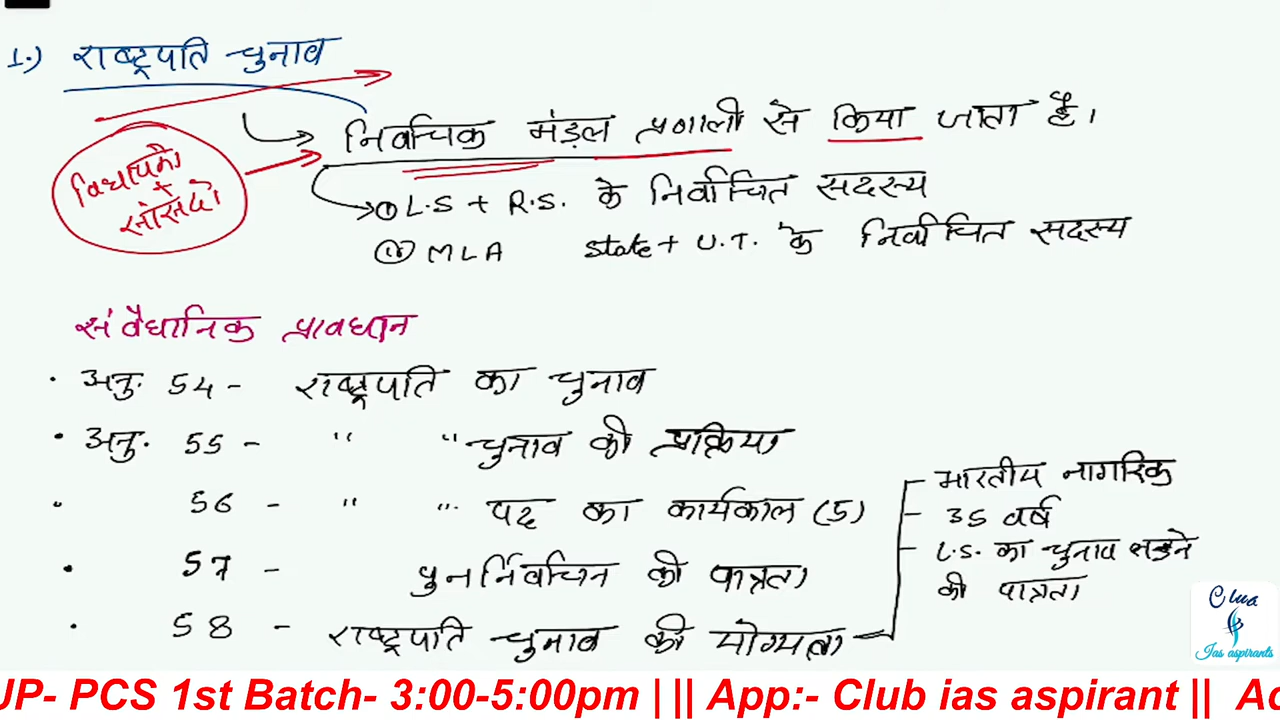 1.) राष्ट्रपति चुनाव
निर्वाचक मंड़ल प्रणाली से किया जाता है।
विधायको
सांसदो
① L.S + R.S. के निर्वाचित सदस्य
② MLA state + U.T. के निर्वाचित सदस्य
संवैधानिक प्रावधान
• अनु. 54 - राष्ट्रपति का चुनाव
• अनु. 55 - " " चुनाव की प्रक्रिया
• 56 - " " पद का कार्यकाल (5)
• 57 - पुनर्निर्वाचन की पात्रता
• 58 - राष्ट्रपति चुनाव की योग्यता
- भारतीय नागरिक
- 35 वर्ष
- L.S. का चुनाव लडने
की पात्रता
Club
Ias aspirants
UP- PCS 1st Batch- 3:00-5:00pm | || App:- Club ias aspirant ||